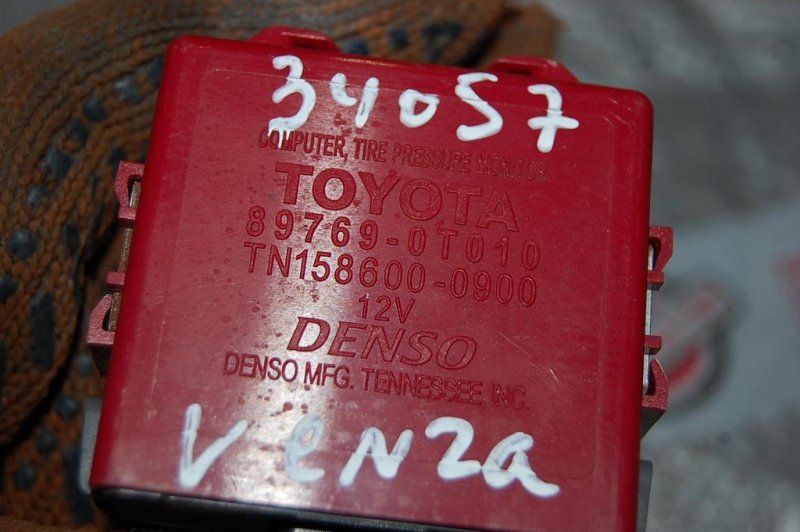 34057
COMPUTER, TIRE PRESSURE MONITOR
TOYOTA
89769-0T010
TN158600-0900
12V
DENSO
DENSO MFG. TENNESSEE, INC.
venza